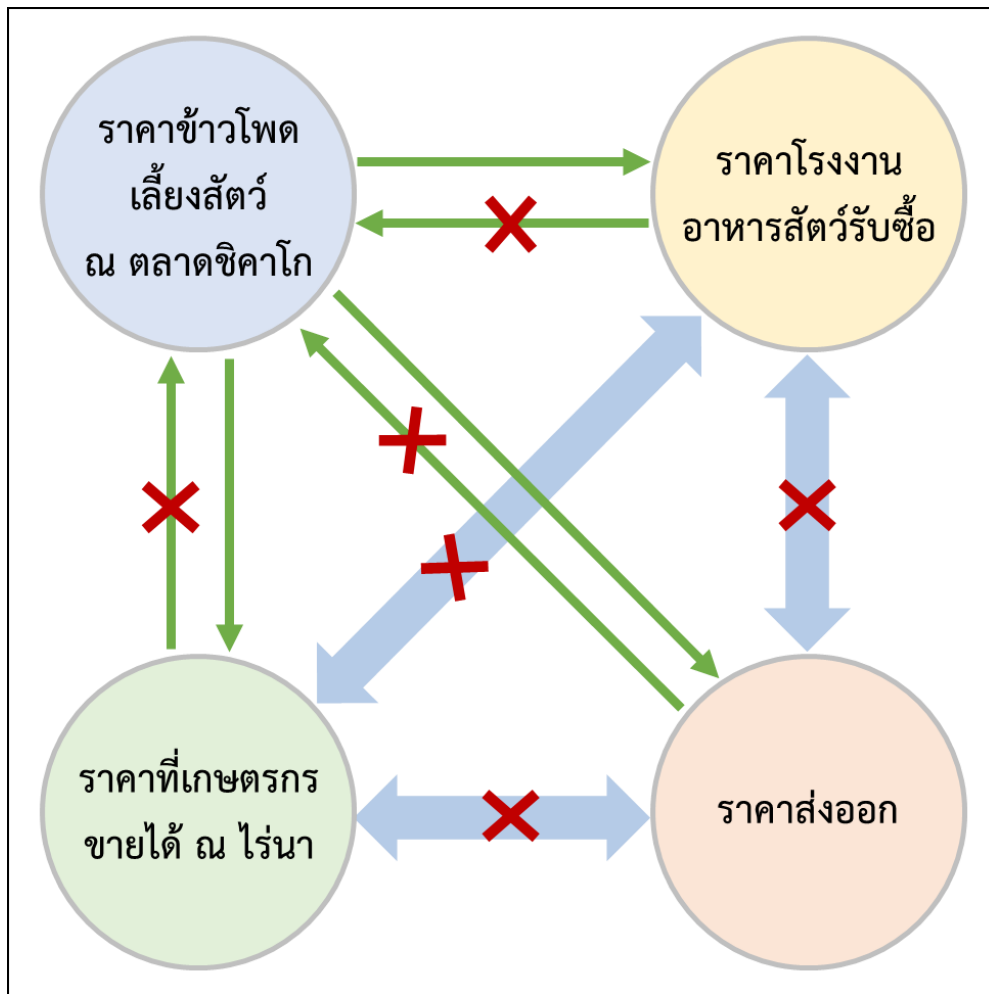 ราคาข้าวโพด
เลี้ยงสัตว์
ณ ตลาดชิคาโก
ราคาโรงงาน
อาหารสัตว์รับซื้อ
ราคาที่เกษตรกร
ขายได้ ณ ไร่นา
ราคาส่งออก